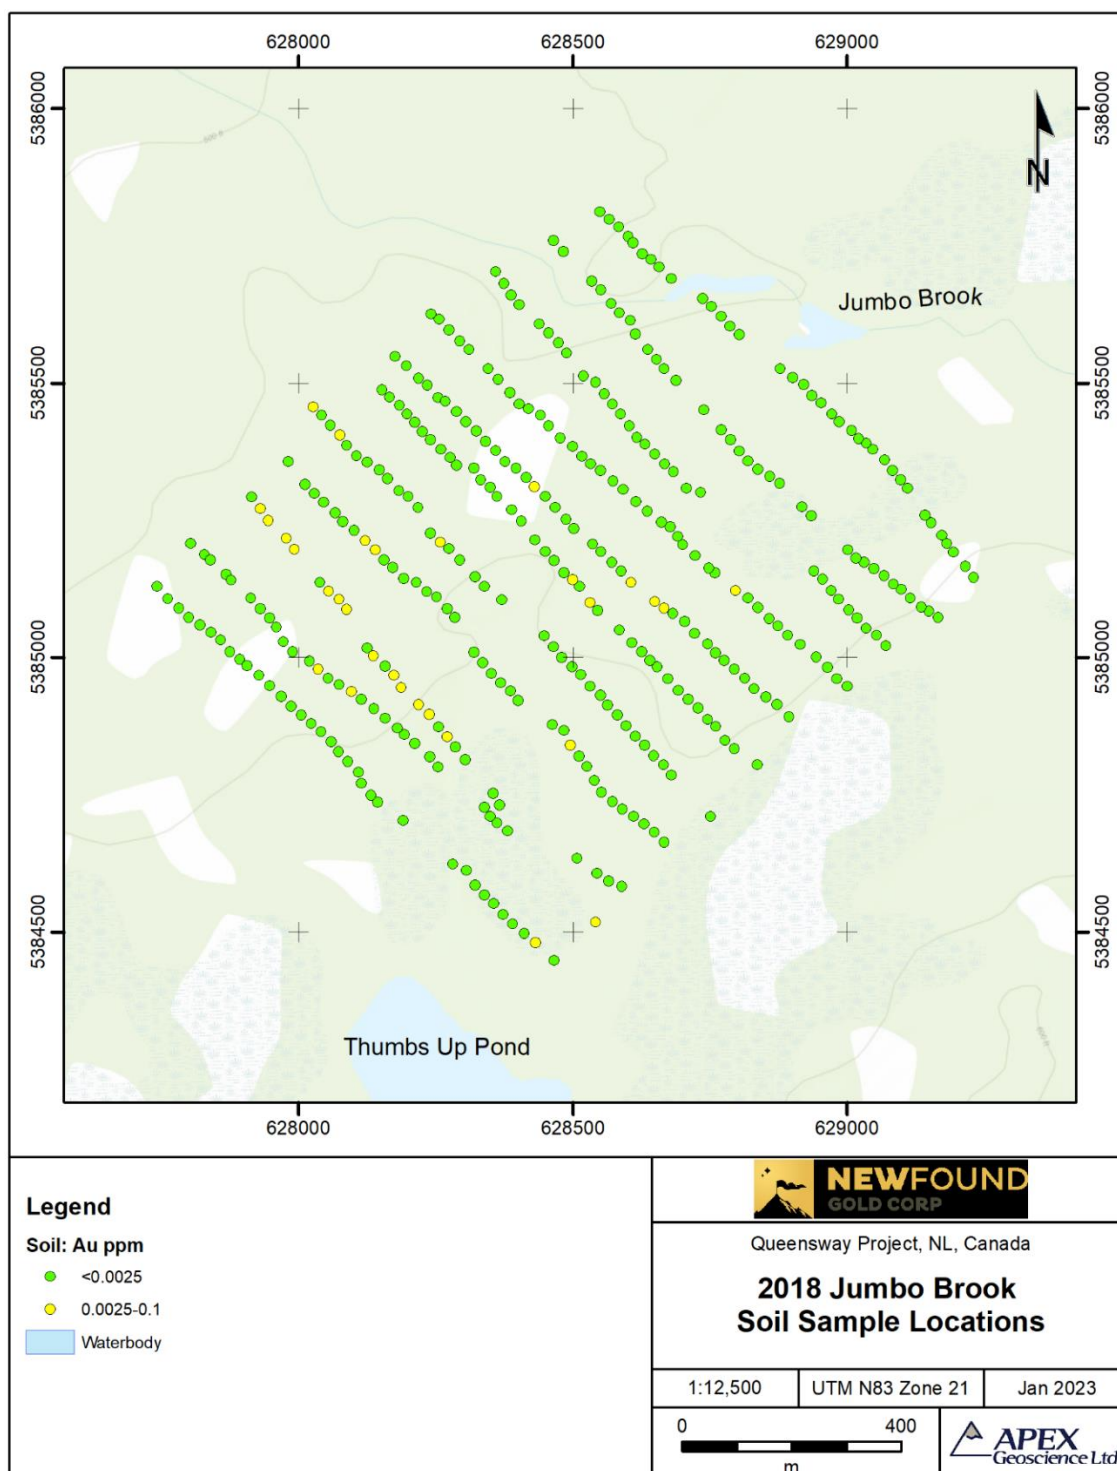 628000 628500 629000
5386000 5386000
600 ft
N
Jumbo Brook
5385500 5385500
5385000 5385000
5384500 5384500
Thumbs Up Pond
628000 628500 629000
Legend
Soil: Au ppm
<0.0025
0.0025-0.1
Waterbody
NEWFOUND
GOLD CORP
Queensway Project, NL, Canada
2018 Jumbo Brook
Soil Sample Locations
1:12,500 UTM N83 Zone 21 Jan 2023
0 400
m
APEX
Geoscience Ltd